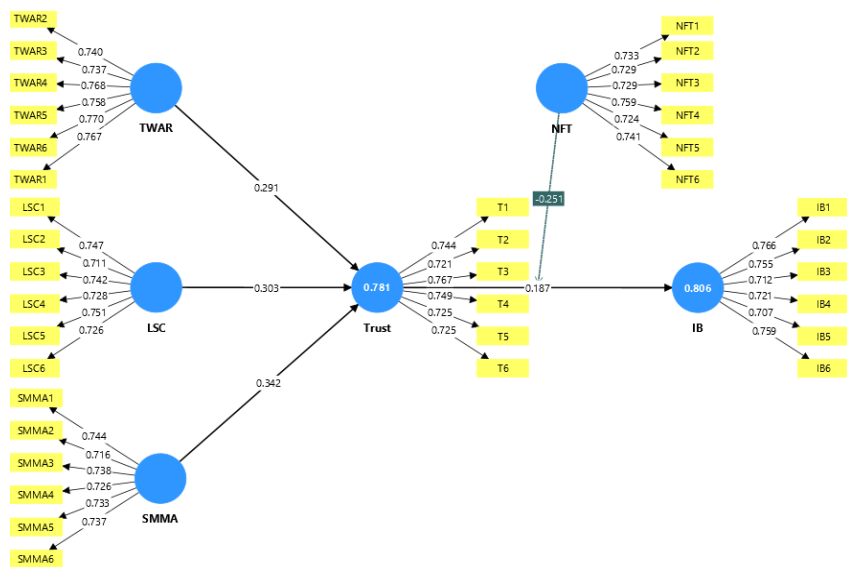 TWAR2
TWAR3
TWAR4
TWAR5
TWAR6
TWAR1
0.740
0.737
0.768
0.758
0.770
0.767
TWAR
NFT1
NFT2
NFT3
NFT4
NFT5
NFT6
0.733
0.729
0.729
0.759
0.724
0.741
NFT
0.291
-0.251
LSC1
LSC2
LSC3
LSC4
LSC5
LSC6
0.747
0.711
0.742
0.728
0.751
0.726
LSC
0.303
0.781
Trust
0.744
0.721
0.767
0.749
0.725
0.725
T1
T2
T3
T4
T5
T6
0.187
0.806
IB
0.766
0.755
0.712
0.721
0.707
0.759
IB1
IB2
IB3
IB4
IB5
IB6
0.342
SMMA1
SMMA2
SMMA3
SMMA4
SMMA5
SMMA6
0.744
0.716
0.738
0.726
0.733
0.737
SMMA